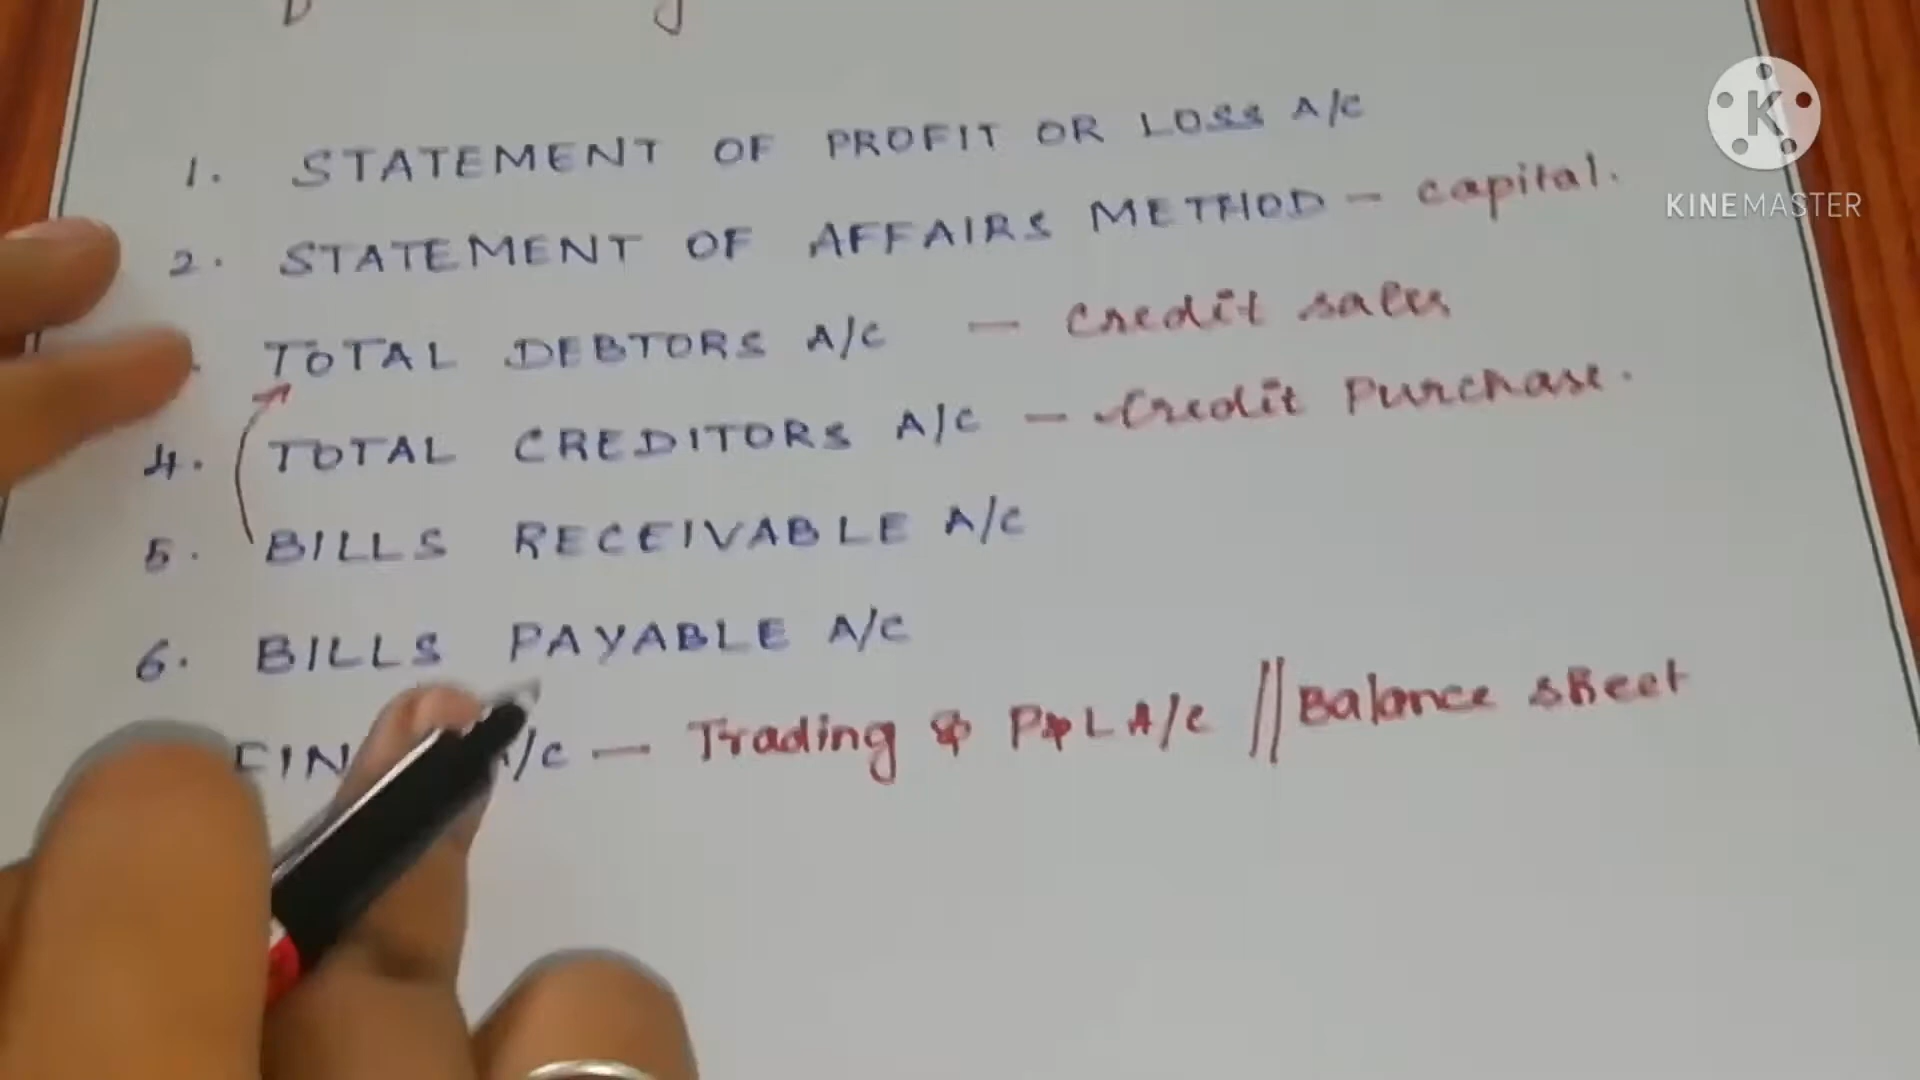 1. STATEMENT OF PROFIT OR LOSS A/C
2. STATEMENT OF AFFAIRS METHOD - capital.
TOTAL DEBTORS A/C - Credit sales
4. TOTAL CREDITORS A/C - Credit Purchase.
5. BILLS RECEIVABLE A/C
6. BILLS PAYABLE A/C
A/C - Trading & P&L A/C // Balance sheet
K
KINEMASTER